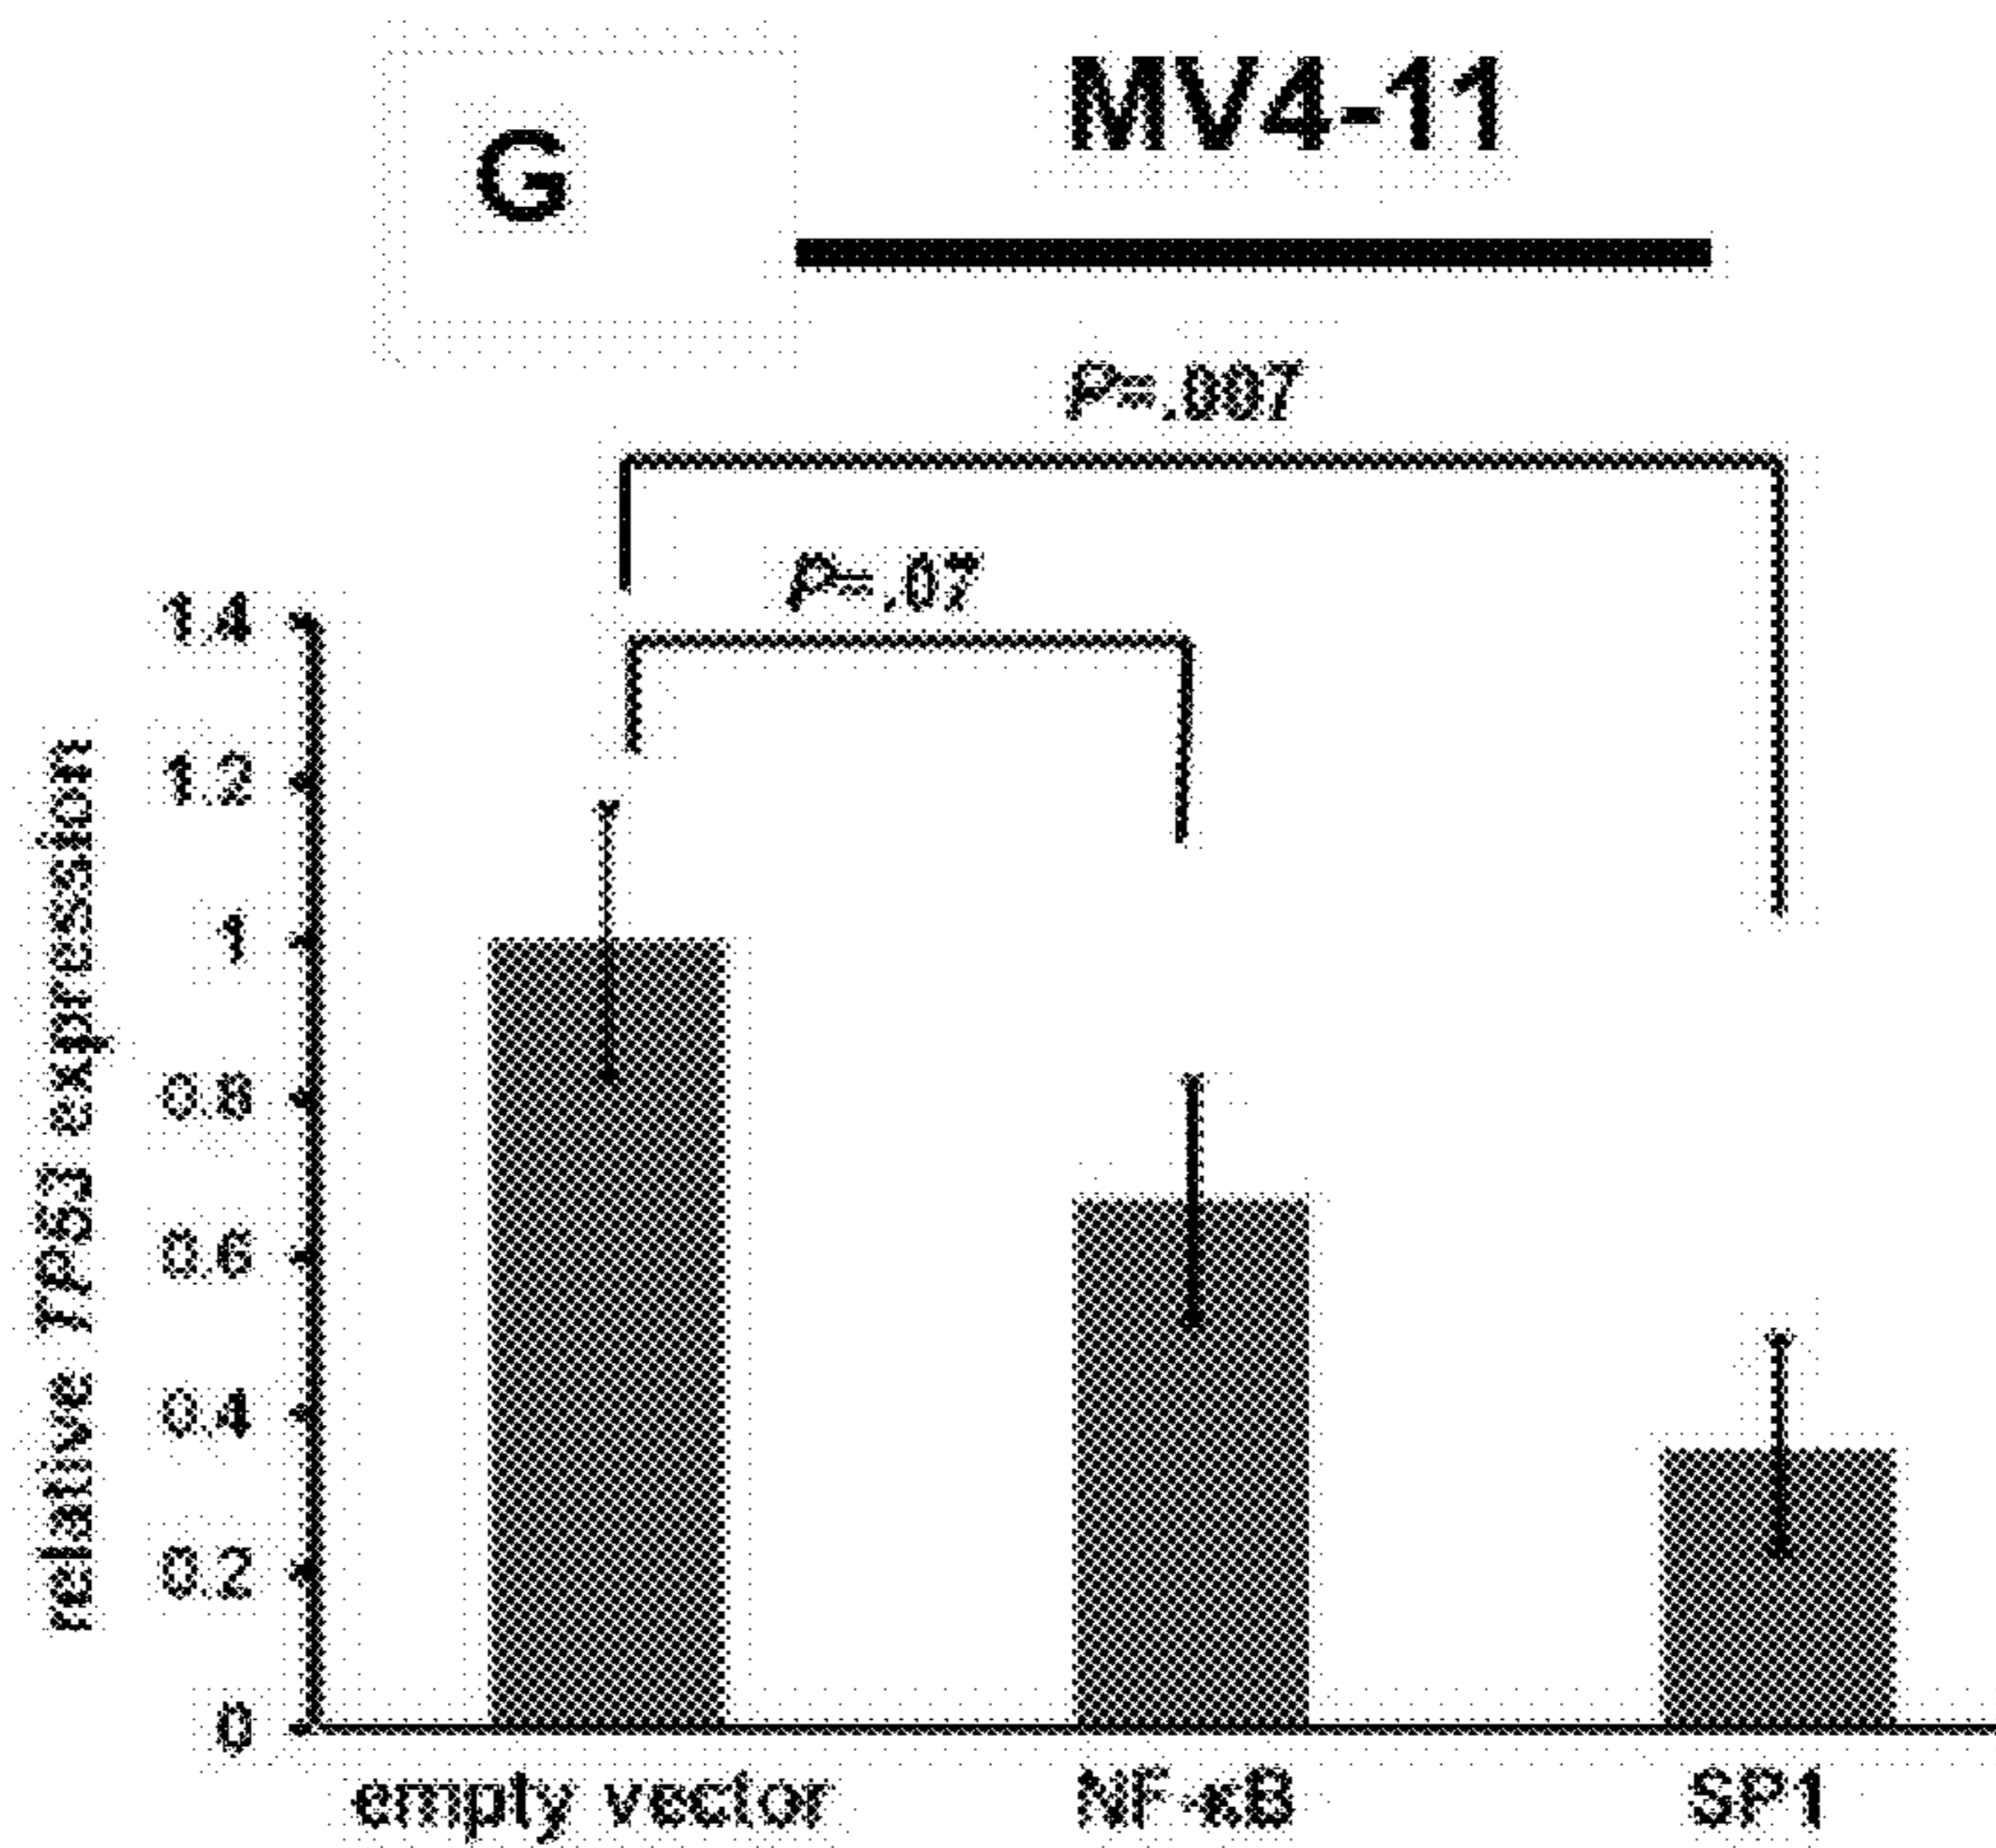 G
MV4-11
P=.007
P=.07
relative TP53 expression
1.4
1.2
1
0.8
0.6
0.4
0.2
0
empty vector
NF-κB
SP1